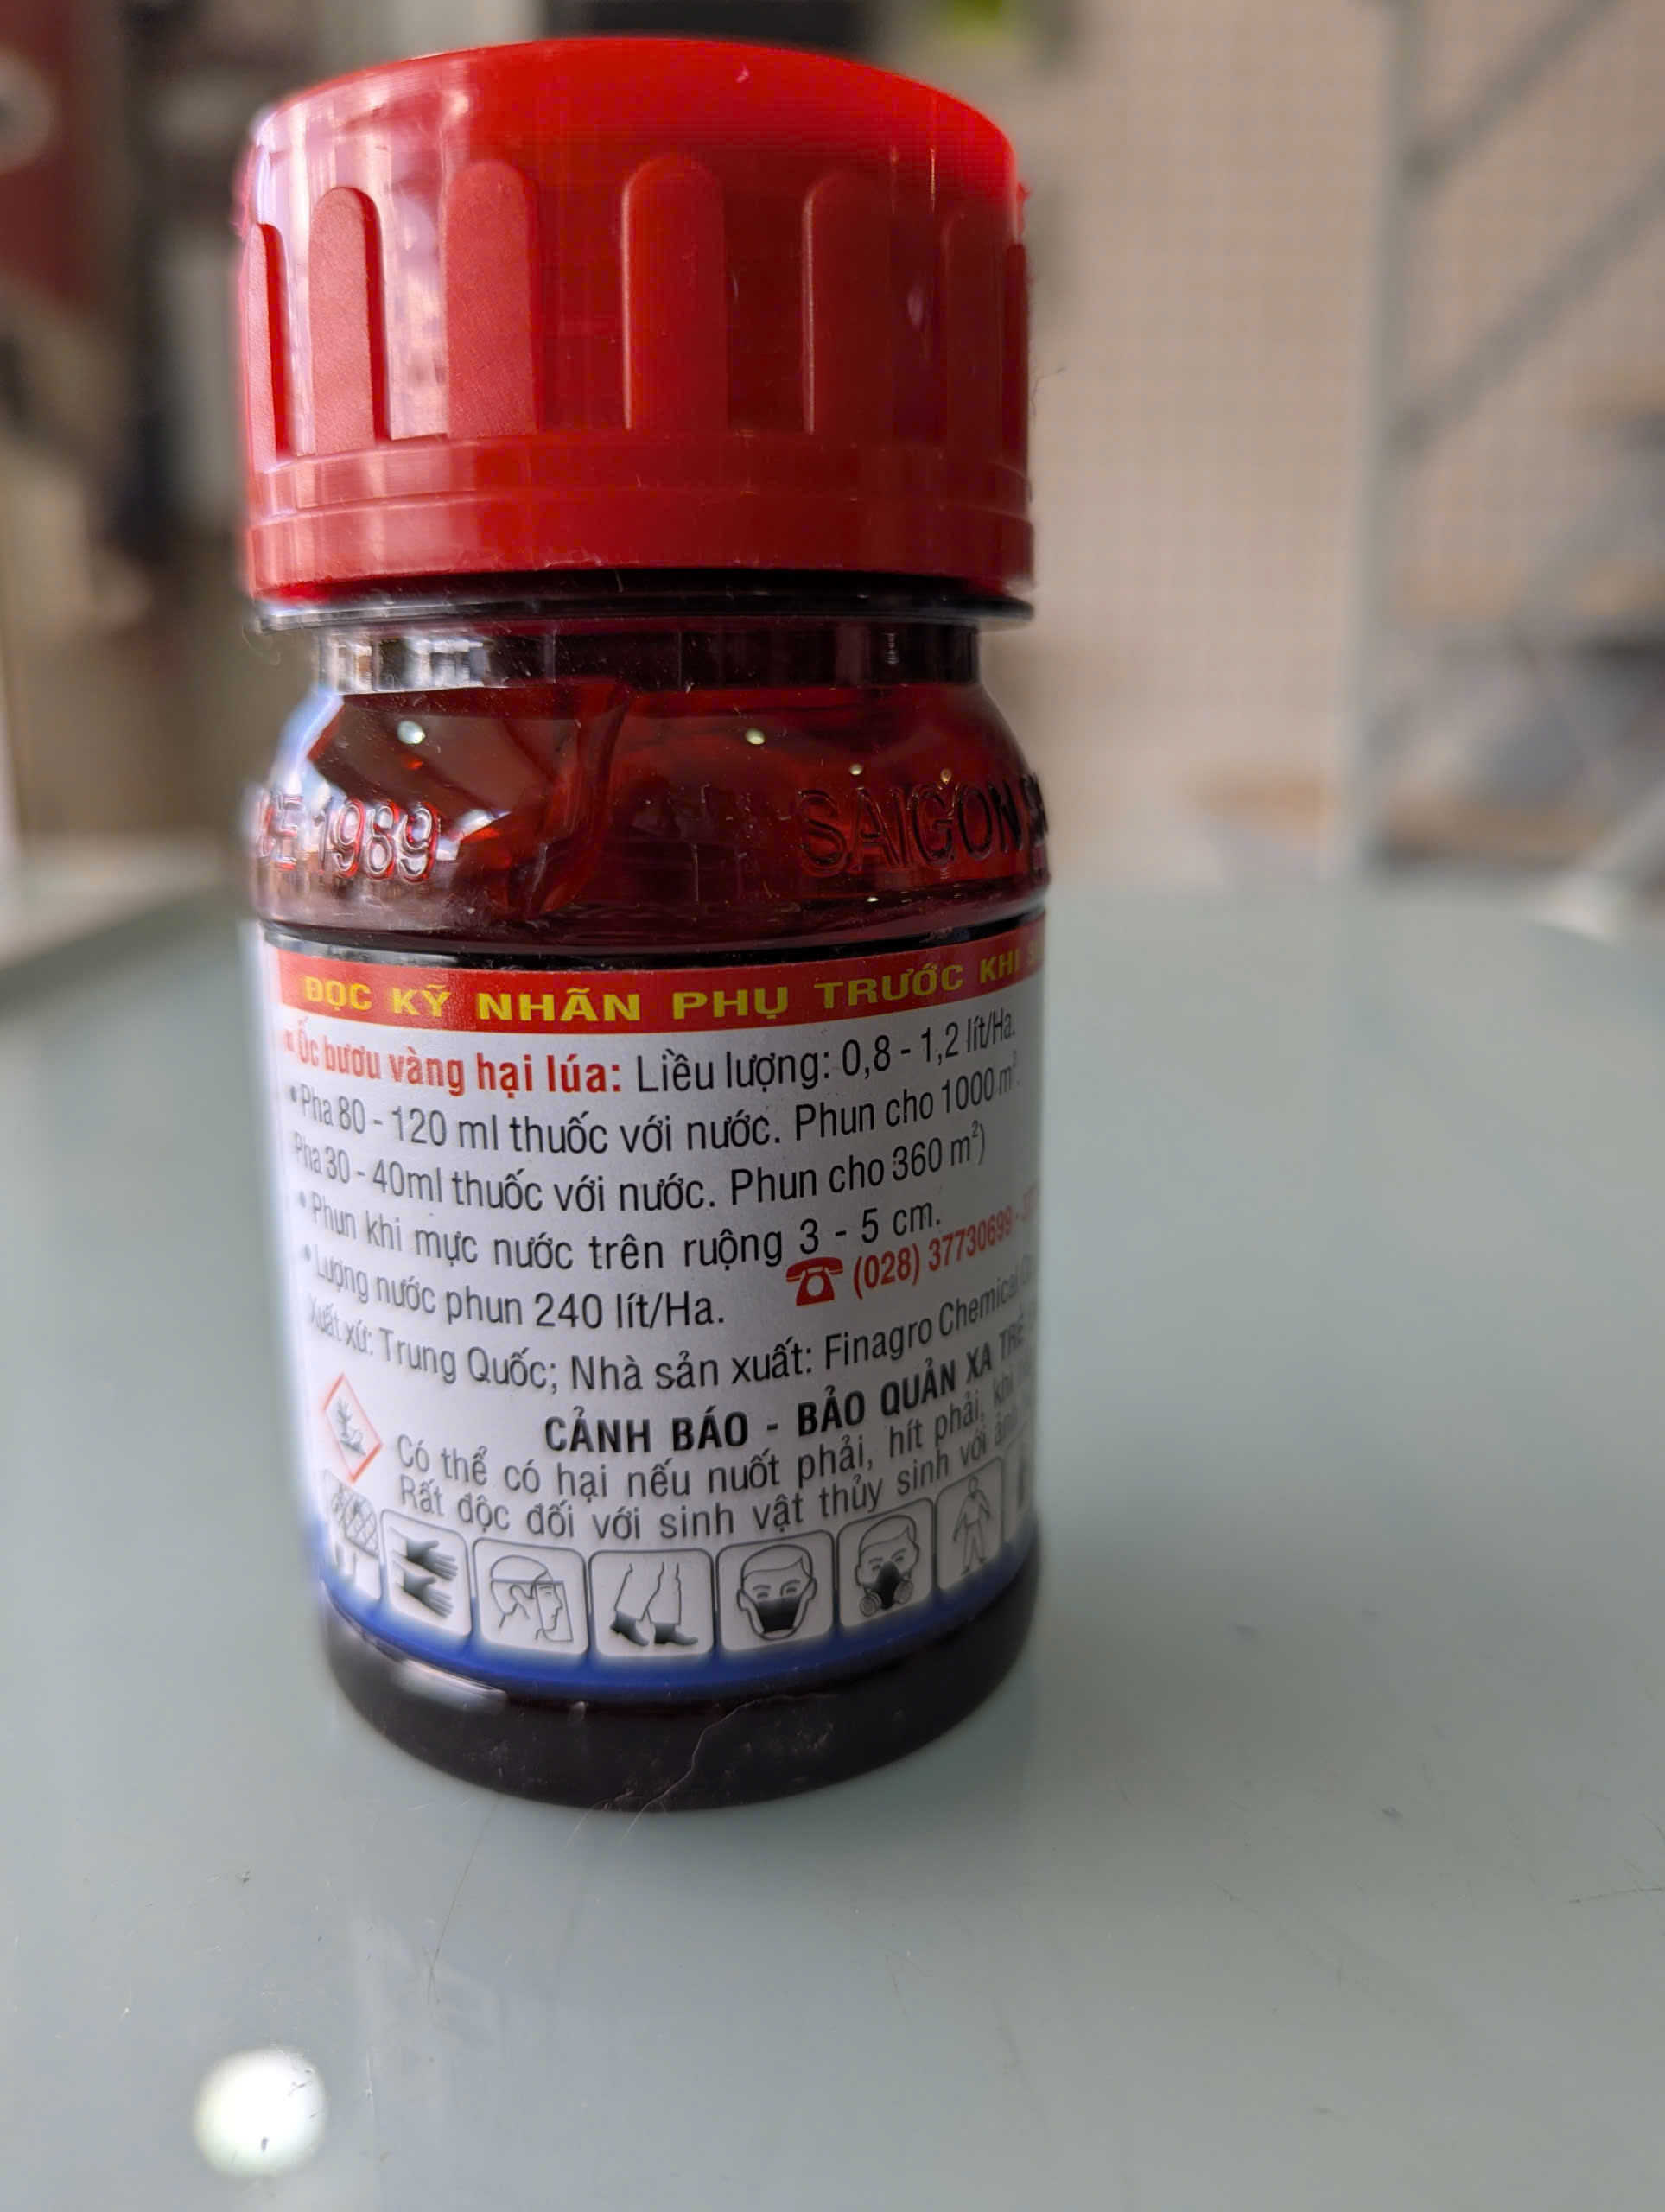 1989
SAIGON
ĐỌC KỸ NHÃN PHỤ TRƯỚC KHI
Ốc bươu vàng hại lúa: Liều lượng: 0,8 - 1,2 lít/Ha.
• Pha 80 - 120 ml thuốc với nước. Phun cho 1000 m².
Pha 30 - 40ml thuốc với nước. Phun cho 360 m²)
• Phun khi mực nước trên ruộng 3 - 5 cm.
• Lượng nước phun 240 lít/Ha.
(028) 37730699 -
Xuất xứ: Trung Quốc; Nhà sản xuất: Finagro Chemical
CẢNH BÁO - BẢO QUẢN XA TRẺ
Có thể có hại nếu nuốt phải, hít phải, khi
Rất độc đối với sinh vật thủy sinh với ảnh